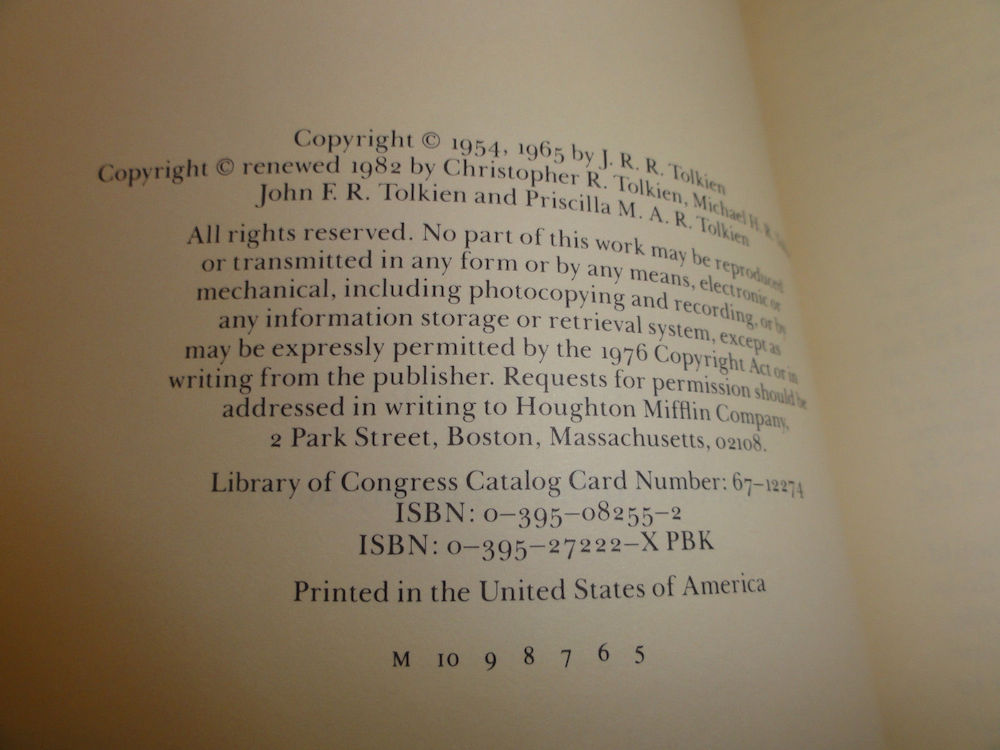 Copyright © 1954, 1965 by J. R. R. Tolkien
Copyright © renewed 1982 by Christopher R. Tolkien, Michael H. R.
John F. R. Tolkien and Priscilla M. A. R. Tolkien
All rights reserved. No part of this work may be reproduced
or transmitted in any form or by any means, electronic or
mechanical, including photocopying and recording, or by
any information storage or retrieval system, except as
may be expressly permitted by the 1976 Copyright Act or in
writing from the publisher. Requests for permission should be
addressed in writing to Houghton Mifflin Company,
2 Park Street, Boston, Massachusetts, 02108.
Library of Congress Catalog Card Number: 67–12274
ISBN: 0–395–08255–2
ISBN: 0–395–27222–X PBK
Printed in the United States of America
M 10 9 8 7 6 5